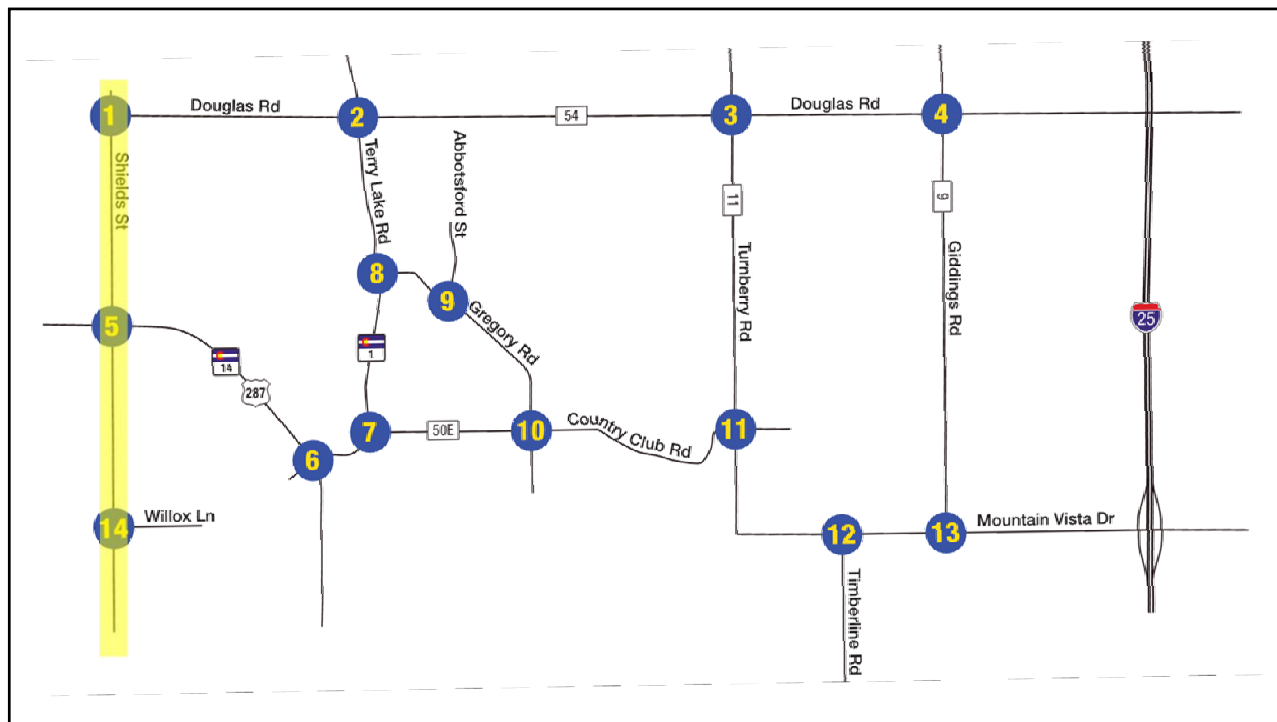 1
Douglas Rd
2
54
3
Douglas Rd
4
Shields St
Terry Lake Rd
Abbotsford St
11
9
Turnberry Rd
Giddings Rd
8
9
Gregory Rd
5
14
287
1
25
6
7
50E
10
Country Club Rd
11
14
Willox Ln
12
13
Mountain Vista Dr
Timberline Rd